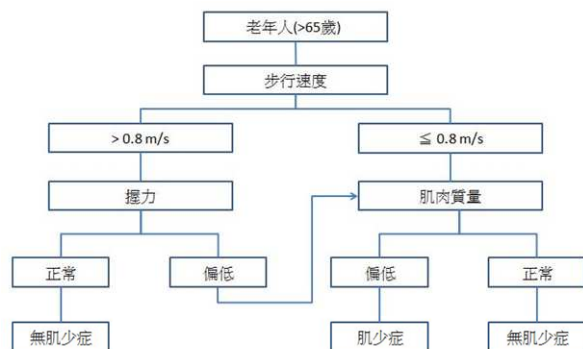 老年人(>65歲)
步行速度
> 0.8 m/s
≦ 0.8 m/s
握力
肌肉質量
正常
偏低
偏低
正常
無肌少症
肌少症
無肌少症